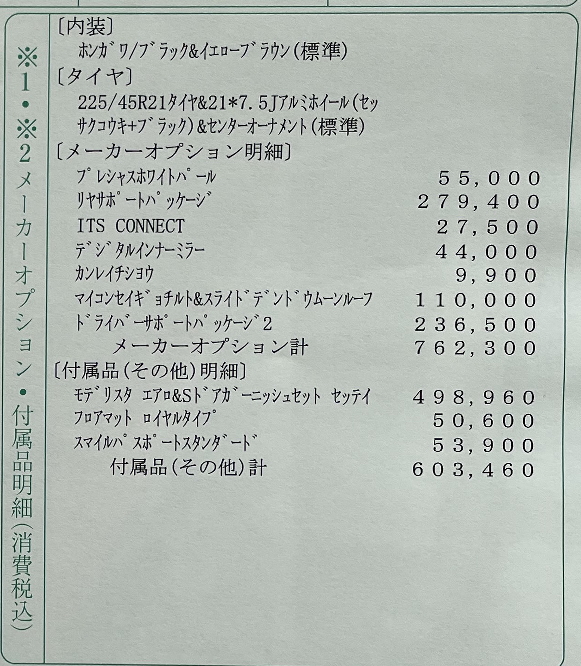 ※1・※2メーカーオプション・付属品明細(消費税込)
[内装]
ホンガワ/ブラック&イエローブラウン(標準)
[タイヤ]
225/45R21タイヤ&21*7.5Jアルミホイール(セッ
サクコウキ+ブラック)&センターオーナメント(標準)
[メーカーオプション明細]
プレシャスホワイトパール 55,000
リヤサポートパッケージ 279,400
ITS CONNECT 27,500
デジタルインナーミラー 44,000
カンレイチショウ 9,900
マイコンセイギョチルト&スライドデンドウムーンルーフ 110,000
ドライバーサポートパッケージ2 236,500
メーカーオプション計 762,300
[付属品(その他)明細]
モデリスタ エアロ&Sドアガーニッシュセット セッテイ 498,960
フロアマット ロイヤルタイプ 50,600
スマイルパスポートスタンダード 53,900
付属品(その他)計 603,460